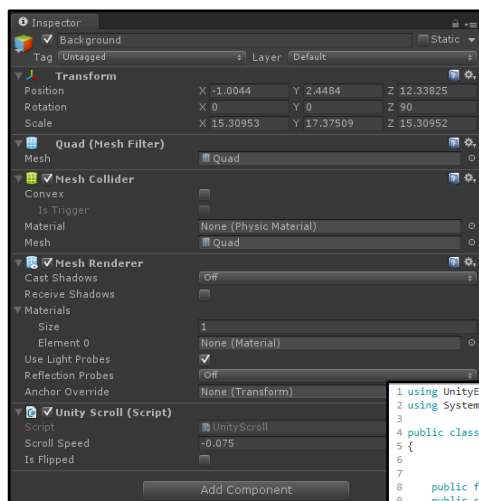 Inspector
Background Static
Tag Untagged Layer Default
Transform
Position X -1.0044 Y 2.4484 Z 12.33825
Rotation X 0 Y 0 Z 90
Scale X 15.30953 Y 17.37509 Z 15.30952
Quad (Mesh Filter)
Mesh Quad
Mesh Collider
Convex
Is Trigger
Material None (Physic Material)
Mesh Quad
Mesh Renderer
Cast Shadows Off
Receive Shadows
Materials
Size 1
Element 0 None (Material)
Use Light Probes
Reflection Probes Off
Anchor Override None (Transform)
Unity Scroll (Script)
Script UnityScroll
Scroll Speed -0.075
Is Flipped
Add Component
1 using UnityE
2 using System
3
4 public class
5 {
6
7
8 public f
9